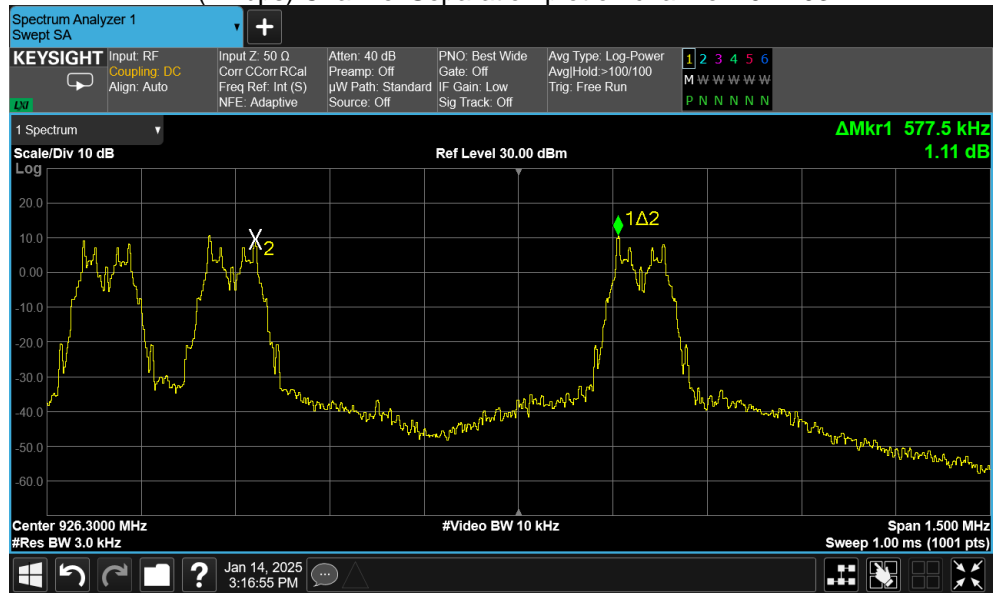 Spectrum Analyzer 1
Swept SA
+
KEYSIGHT
LXI
Input: RF
Coupling: DC
Align: Auto
Input Z: 50 Ω
Corr CCorr RCal
Freq Ref: Int (S)
NFE: Adaptive
Atten: 40 dB
Preamp: Off
µW Path: Standard
Source: Off
PNO: Best Wide
Gate: Off
IF Gain: Low
Sig Track: Off
Avg Type: Log-Power
Avg|Hold:>100/100
Trig: Free Run
1 2 3 4 5 6
M W W W W W
P N N N N N
1 Spectrum
ΔMkr1 577.5 kHz
Scale/Div 10 dB
Ref Level 30.00 dBm
1.11 dB
Log
20.0
1Δ2
10.0
X2
0.00
-10.0
-20.0
-30.0
-40.0
-50.0
-60.0
Center 926.3000 MHz
#Video BW 10 kHz
Span 1.500 MHz
#Res BW 3.0 kHz
Sweep 1.00 ms (1001 pts)
?
Jan 14, 2025
3:16:55 PM